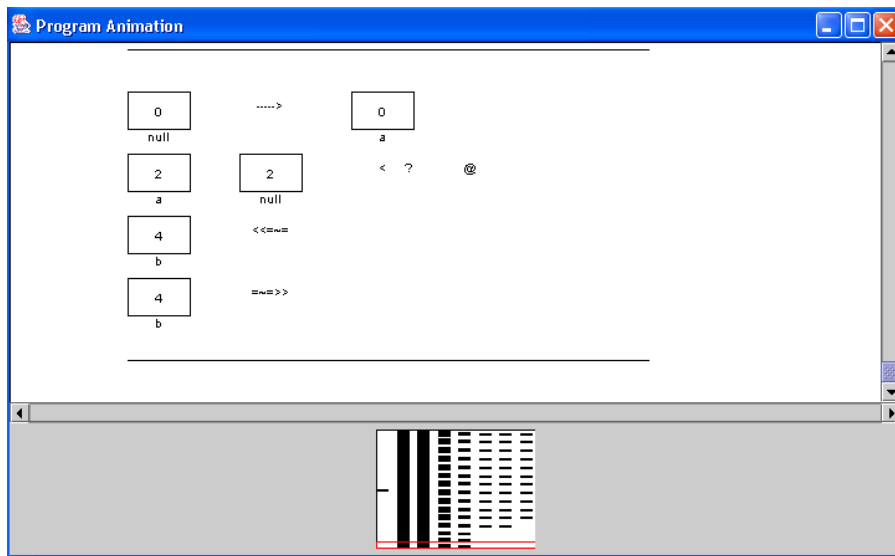 Program Animation
0 -----> 0
null a
2 2 < ? @
a null
4 <<=~=
b
4 =~=>>
b